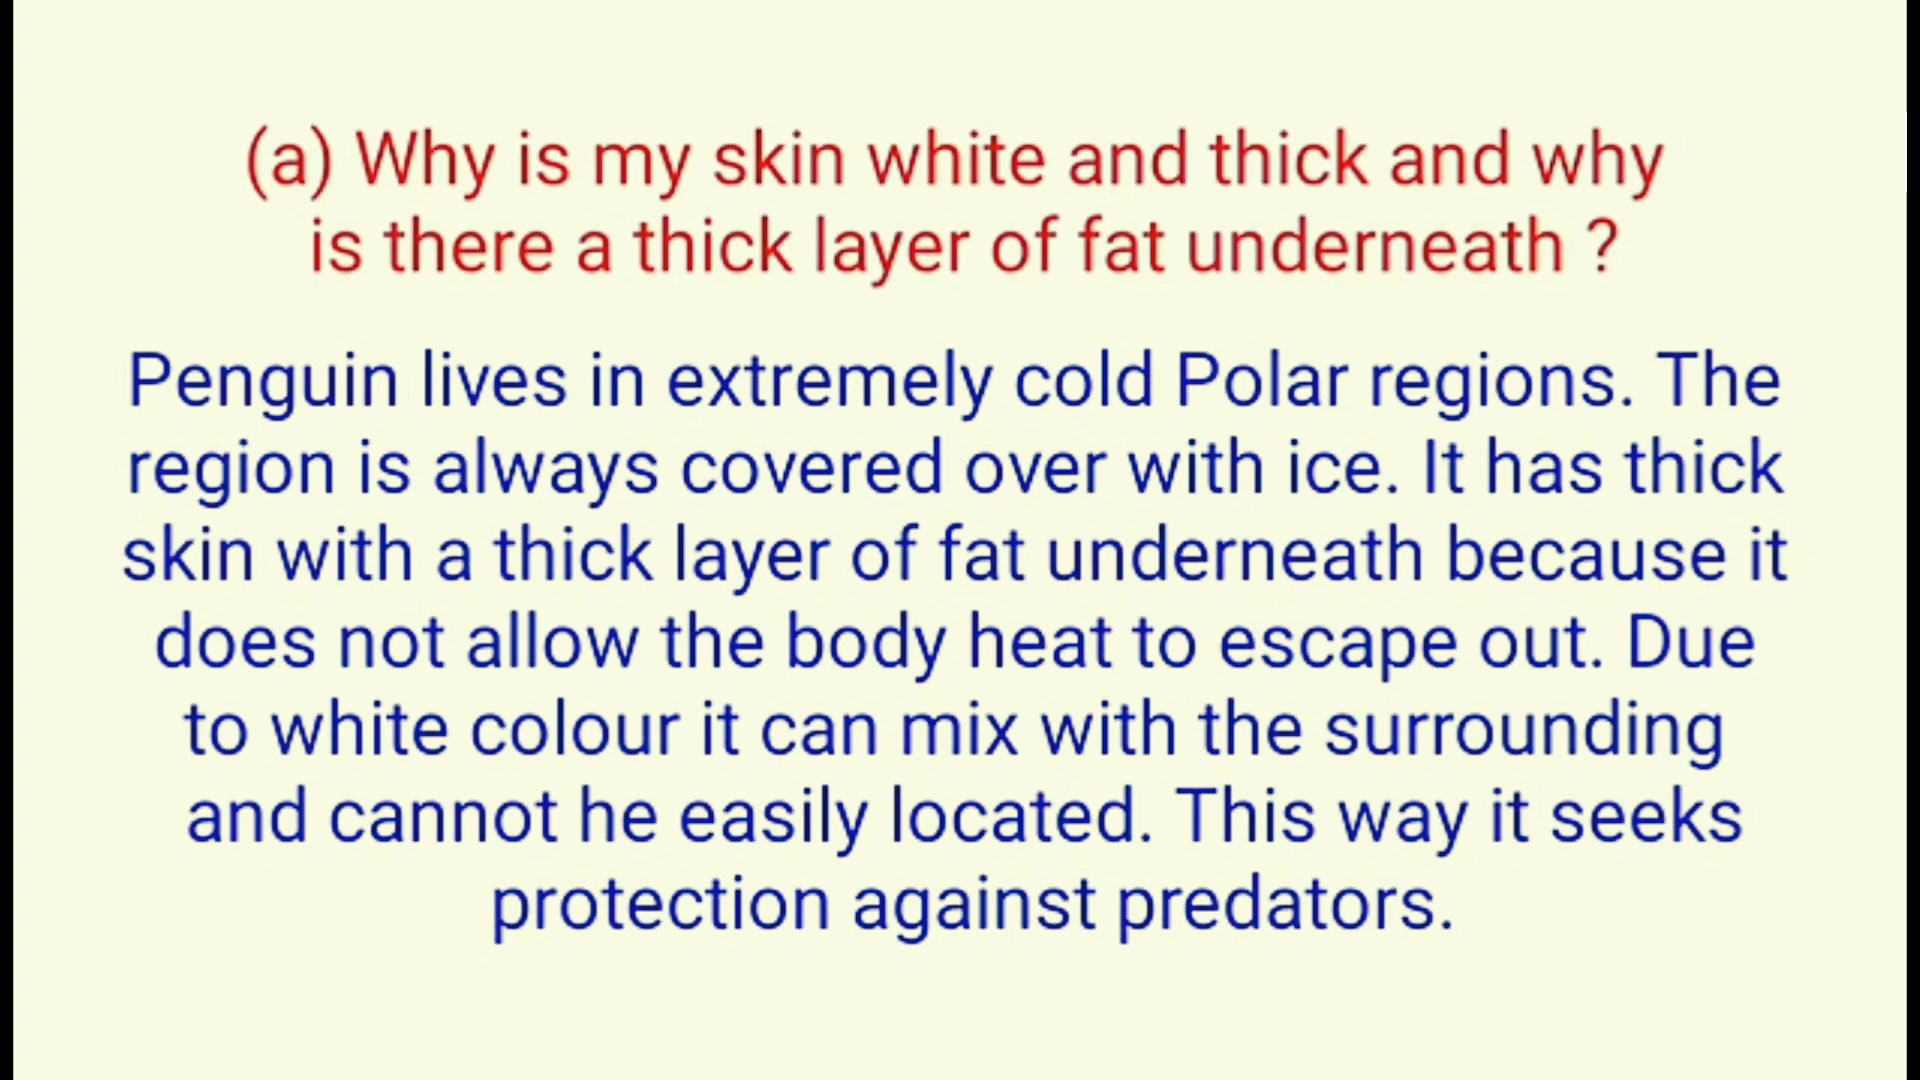 (a) Why is my skin white and thick and why
is there a thick layer of fat underneath ?
Penguin lives in extremely cold Polar regions. The
region is always covered over with ice. It has thick
skin with a thick layer of fat underneath because it
does not allow the body heat to escape out. Due
to white colour it can mix with the surrounding
and cannot he easily located. This way it seeks
protection against predators.